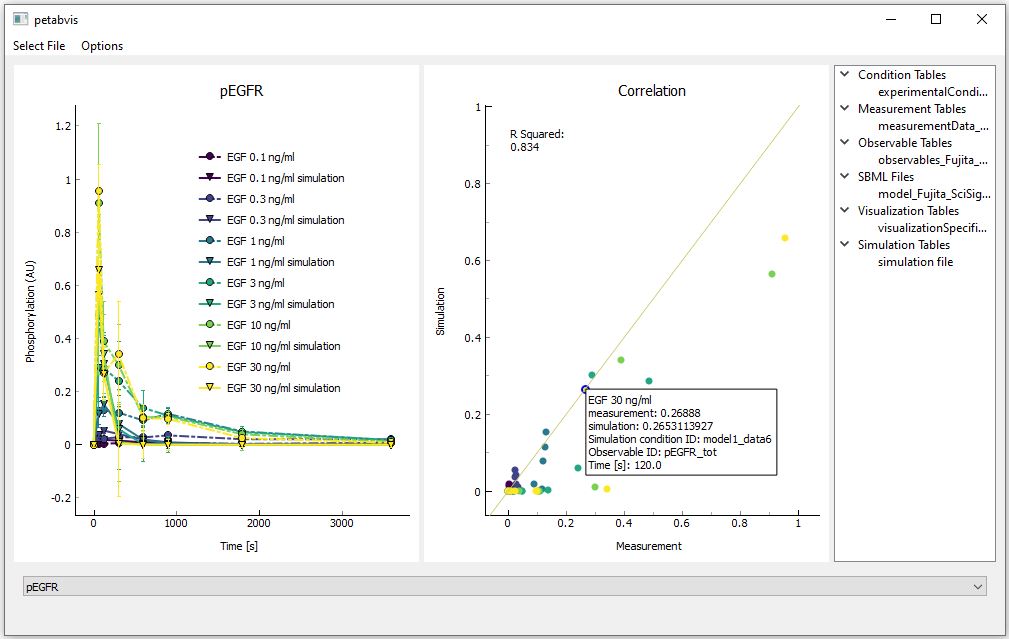 petabvis
Select File Options
pEGFR
Phosphorylation (AU)
1.2
1
0.8
0.6
0.4
0.2
0
-0.2
EGF 0.1 ng/ml
EGF 0.1 ng/ml simulation
EGF 0.3 ng/ml
EGF 0.3 ng/ml simulation
EGF 1 ng/ml
EGF 1 ng/ml simulation
EGF 3 ng/ml
EGF 3 ng/ml simulation
EGF 10 ng/ml
EGF 10 ng/ml simulation
EGF 30 ng/ml
EGF 30 ng/ml simulation
0 1000 2000 3000
Time [s]
Correlation
Simulation
1
0.8
0.6
0.4
0.2
0
R Squared:
0.834
EGF 30 ng/ml
measurement: 0.26888
simulation: 0.2653113927
Simulation condition ID: model1_data6
Observable ID: pEGFR_tot
Time [s]: 120.0
0 0.2 0.4 0.6 0.8 1
Measurement
Condition Tables
experimentalCondi...
Measurement Tables
measurementData_...
Observable Tables
observables_Fujita_...
SBML Files
model_Fujita_SciSig...
Visualization Tables
visualizationSpecifi...
Simulation Tables
simulation file
pEGFR